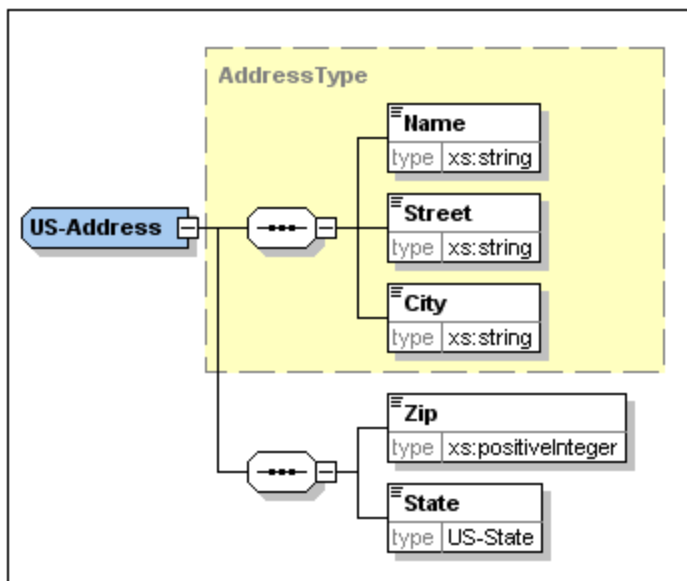 AddressType
Name
type xs:string
US-Address
Street
type xs:string
City
type xs:string
Zip
type xs:positiveInteger
State
type US-State